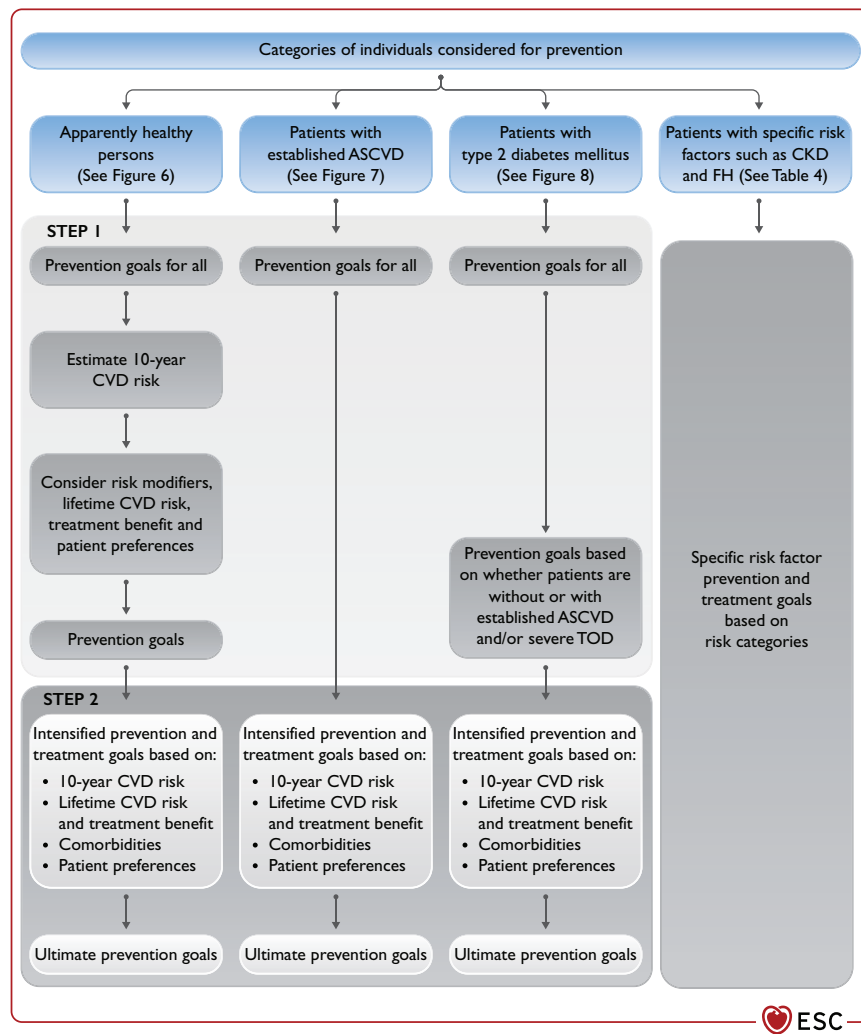 Categories of individuals considered for prevention
Apparently healthy
persons
(See Figure 6)
Patients with
established ASCVD
(See Figure 7)
Patients with
type 2 diabetes mellitus
(See Figure 8)
Patients with specific risk
factors such as CKD
and FH (See Table 4)
STEP 1
Prevention goals for all
Prevention goals for all
Prevention goals for all
Estimate 10-year
CVD risk
Consider risk modifiers,
lifetime CVD risk,
treatment benefit and
patient preferences
Prevention goals
Prevention goals based
on whether patients are
without or with
established ASCVD
and/or severe TOD
Specific risk factor
prevention and
treatment goals
based on
risk categories
STEP 2
Intensified prevention and
treatment goals based on:
• 10-year CVD risk
• Lifetime CVD risk
and treatment benefit
• Comorbidities
• Patient preferences
Intensified prevention and
treatment goals based on:
• 10-year CVD risk
• Lifetime CVD risk
and treatment benefit
• Comorbidities
• Patient preferences
Intensified prevention and
treatment goals based on:
• 10-year CVD risk
• Lifetime CVD risk
and treatment benefit
• Comorbidities
• Patient preferences
Ultimate prevention goals
Ultimate prevention goals
Ultimate prevention goals
ESC